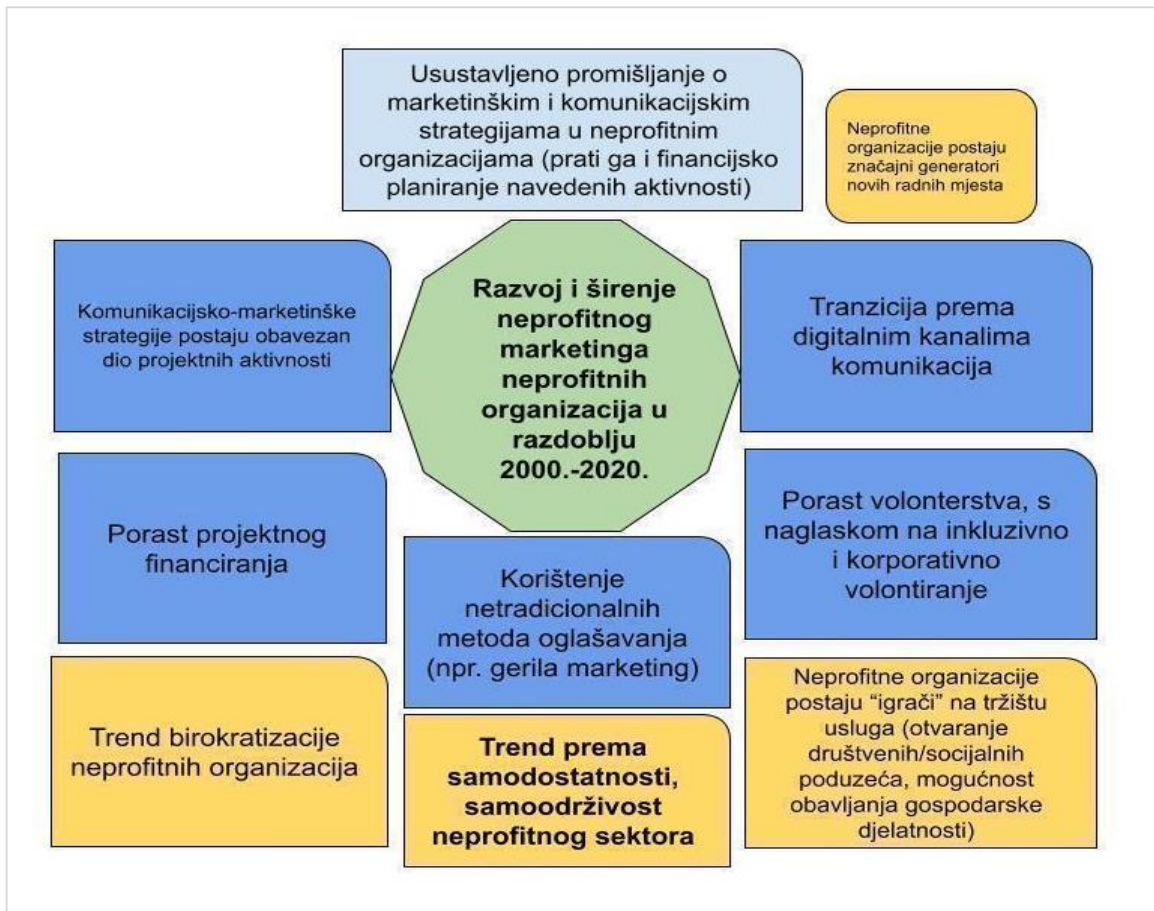 Usustavljeno promišljanje o
marketinškim i komunikacijskim
strategijama u neprofitnim
organizacijama (prati ga i financijsko
planiranje navedenih aktivnosti)
Neprofitne
organizacije postaju
značajni generatori
novih radnih mjesta
Komunikacijsko-marketinške
strategije postaju obavezan
dio projektnih aktivnosti
Razvoj i širenje
neprofitnog
marketinga
neprofitnih
organizacija u
razdoblju
2000.-2020.
Tranzicija prema
digitalnim kanalima
komunikacija
Porast projektnog
financiranja
Korištenje
netradicionalnih
metoda oglašavanja
(npr. gerila marketing)
Porast volonterstva, s
naglaskom na inkluzivno
i korporativno
volontiranje
Trend birokratizacije
neprofitnih organizacija
Trend prema
samodostatnosti,
samoodrživost
neprofitnog sektora
Neprofitne organizacije
postaju “igrači” na tržištu
usluga (otvaranje
društvenih/socijalnih
poduzeća, mogućnost
obavljanja gospodarske
djelatnosti)